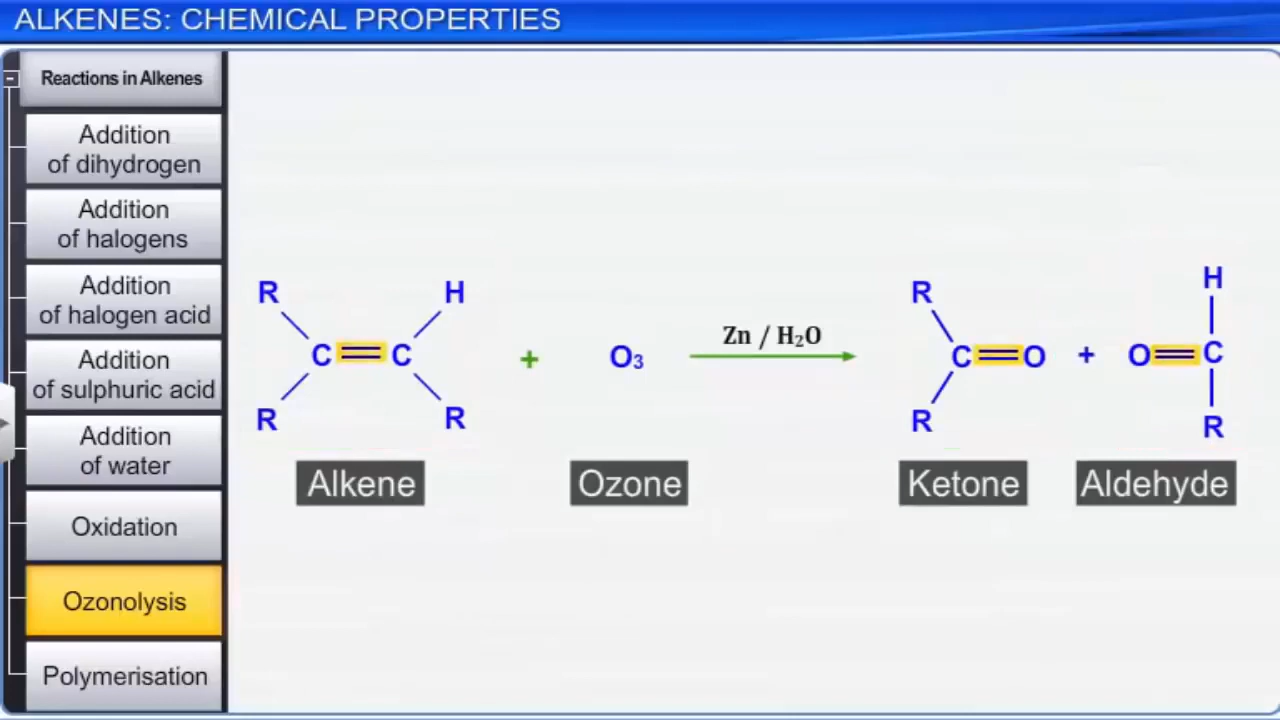 ALKENES: CHEMICAL PROPERTIES
Reactions in Alkenes
Addition
of dihydrogen
Addition
of halogens
Addition
of halogen acid
Addition
of sulphuric acid
Addition
of water
Oxidation
Ozonolysis
Polymerisation
R H
C C
R R
+
O₃
Zn / H₂O
R
C O
R
+
H
O C
R
Alkene
Ozone
Ketone
Aldehyde